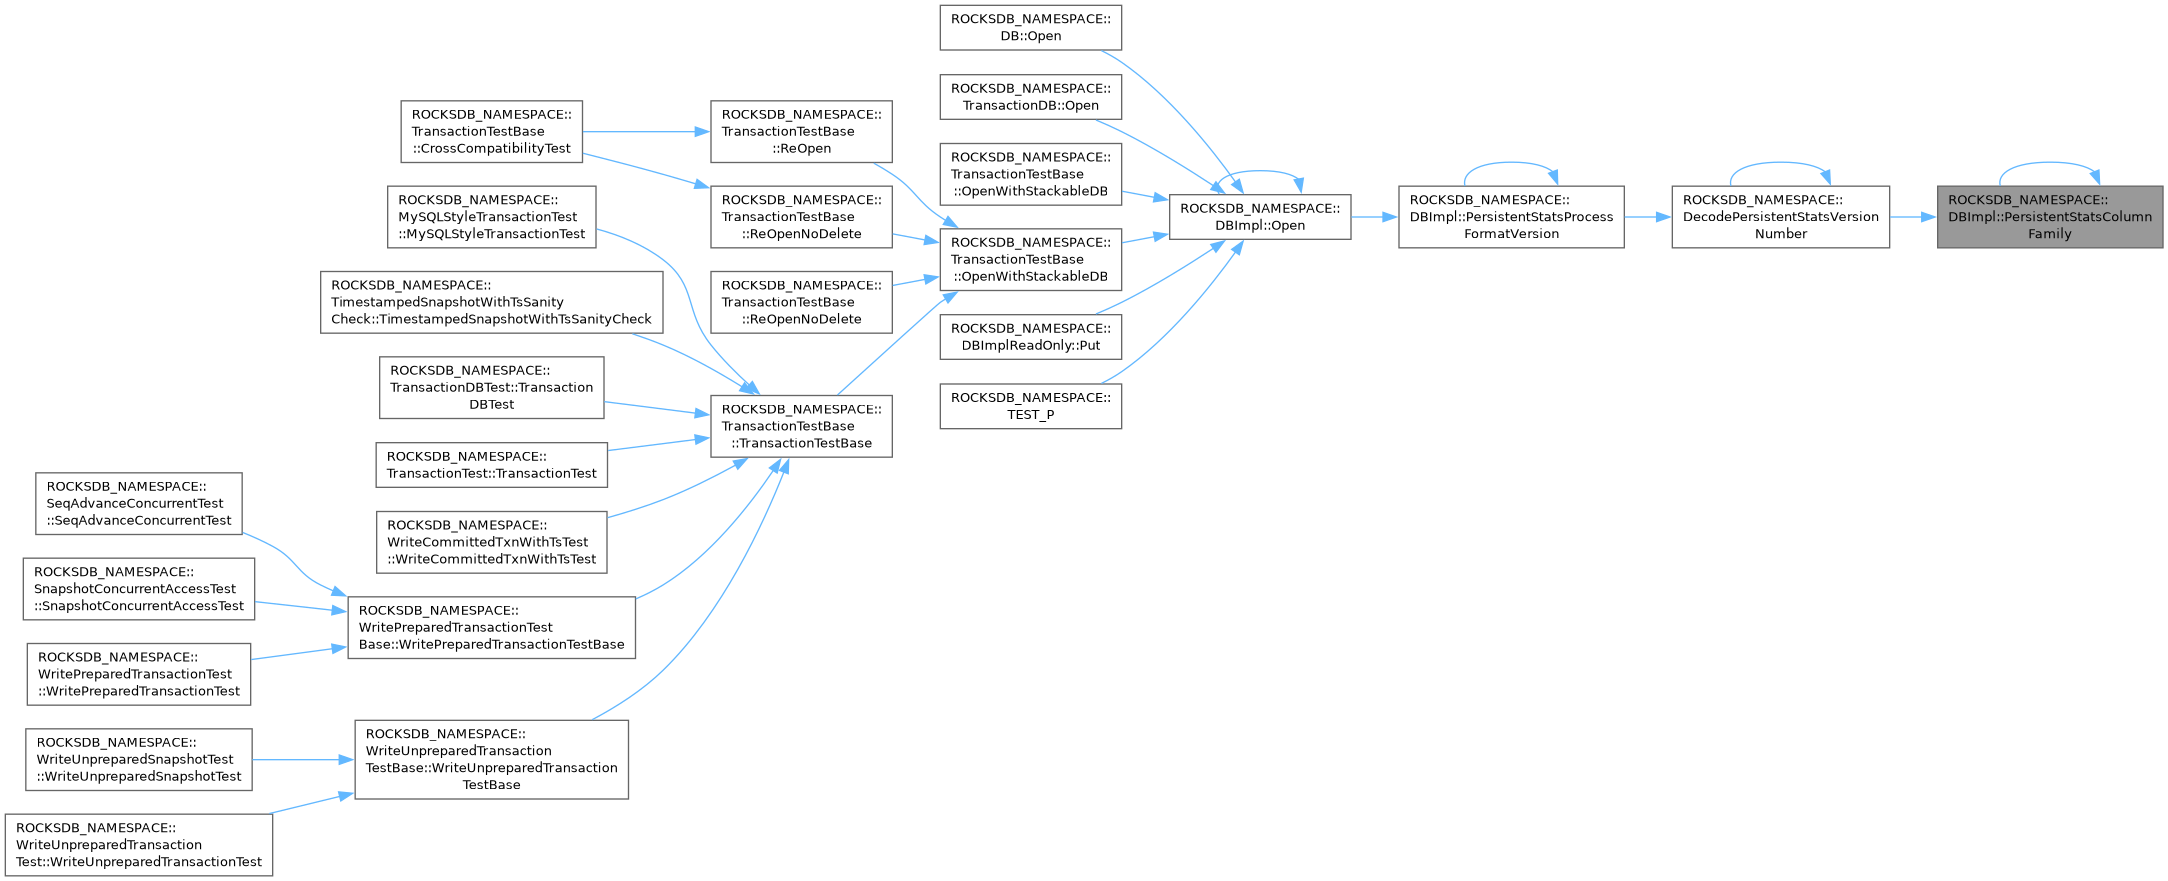 ROCKSDB_NAMESPACE::
DB::Open
ROCKSDB_NAMESPACE::
TransactionDB::Open
ROCKSDB_NAMESPACE::
TransactionTestBase
::CrossCompatibilityTest
ROCKSDB_NAMESPACE::
TransactionTestBase
::ReOpen
ROCKSDB_NAMESPACE::
TransactionTestBase
::OpenWithStackableDB
ROCKSDB_NAMESPACE::
MySQLStyleTransactionTest
::MySQLStyleTransactionTest
ROCKSDB_NAMESPACE::
TransactionTestBase
::ReOpenNoDelete
ROCKSDB_NAMESPACE::
TransactionTestBase
::OpenWithStackableDB
ROCKSDB_NAMESPACE::
DBImpl::Open
ROCKSDB_NAMESPACE::
DBImpl::PersistentStatsProcess
FormatVersion
ROCKSDB_NAMESPACE::
DecodePersistentStatsVersion
Number
ROCKSDB_NAMESPACE::
DBImpl::PersistentStatsColumn
Family
ROCKSDB_NAMESPACE::
TimestampedSnapshotWithTsSanity
Check::TimestampedSnapshotWithTsSanityCheck
ROCKSDB_NAMESPACE::
TransactionTestBase
::ReOpenNoDelete
ROCKSDB_NAMESPACE::
DBImplReadOnly::Put
ROCKSDB_NAMESPACE::
TransactionDBTest::Transaction
DBTest
ROCKSDB_NAMESPACE::
TransactionTestBase
::TransactionTestBase
ROCKSDB_NAMESPACE::
TEST_P
ROCKSDB_NAMESPACE::
TransactionTest::TransactionTest
ROCKSDB_NAMESPACE::
SeqAdvanceConcurrentTest
::SeqAdvanceConcurrentTest
ROCKSDB_NAMESPACE::
WriteCommittedTxnWithTsTest
::WriteCommittedTxnWithTsTest
ROCKSDB_NAMESPACE::
SnapshotConcurrentAccessTest
::SnapshotConcurrentAccessTest
ROCKSDB_NAMESPACE::
WritePreparedTransactionTest
Base::WritePreparedTransactionTestBase
ROCKSDB_NAMESPACE::
WritePreparedTransactionTest
::WritePreparedTransactionTest
ROCKSDB_NAMESPACE::
WriteUnpreparedSnapshotTest
::WriteUnpreparedSnapshotTest
ROCKSDB_NAMESPACE::
WriteUnpreparedTransaction
TestBase::WriteUnpreparedTransaction
TestBase
ROCKSDB_NAMESPACE::
WriteUnpreparedTransaction
Test::WriteUnpreparedTransactionTest